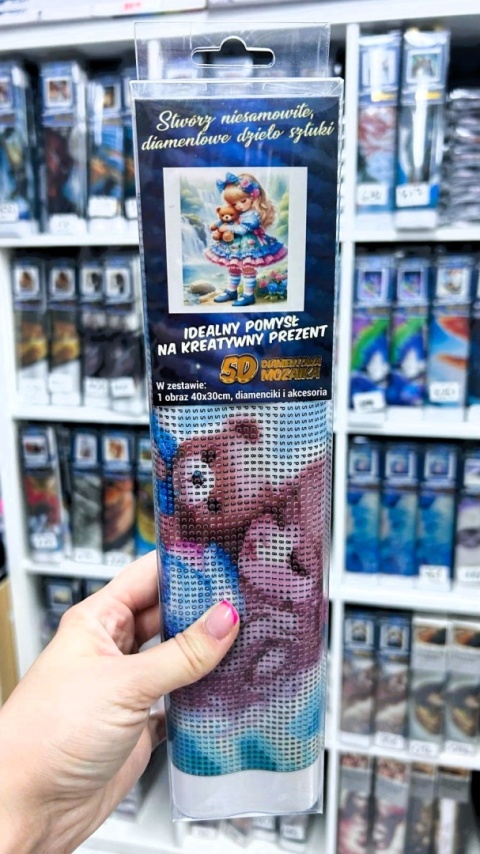 Stwórz niesamowite,
diamentowe dzieło sztuki
IDEALNY POMYSŁ
NA KREATYWNY PREZENT
5D DIAMENTOWA
MOZAIKA
W zestawie:
1 obraz 40x30cm, diamenciki i akcesoria